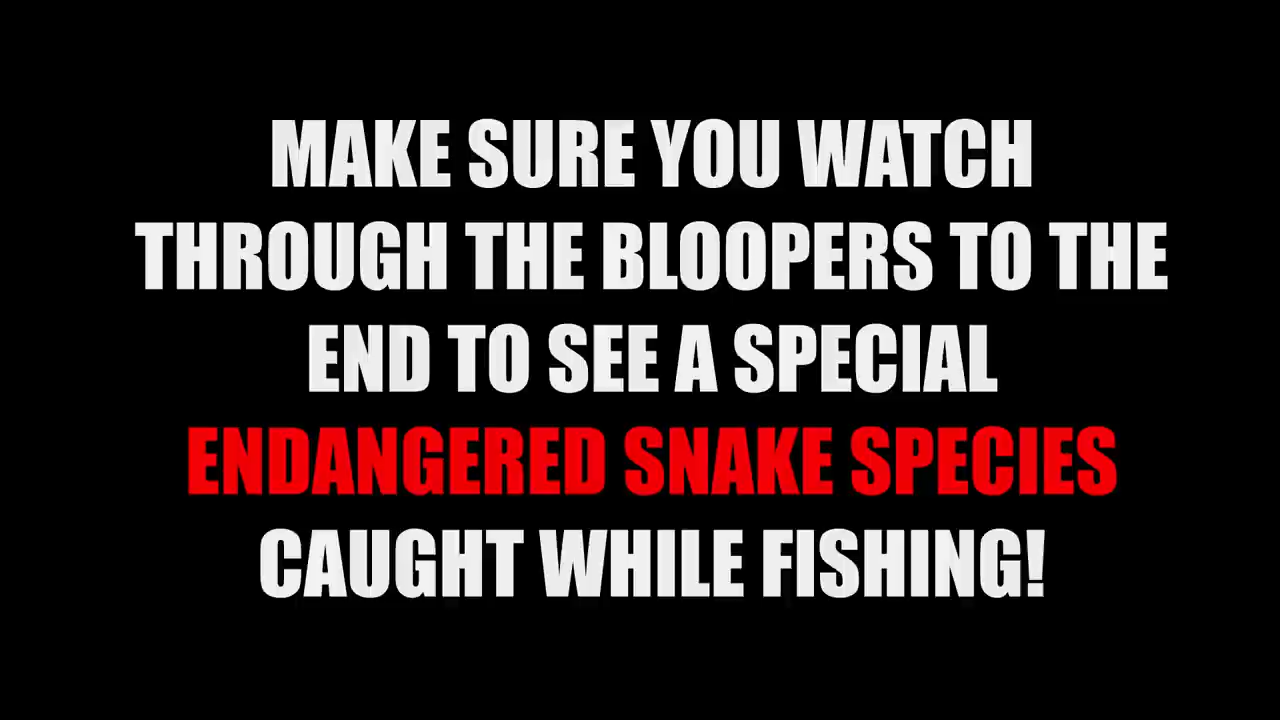 MAKE SURE YOU WATCH
THROUGH THE BLOOPERS TO THE
END TO SEE A SPECIAL
ENDANGERED SNAKE SPECIES
CAUGHT WHILE FISHING!